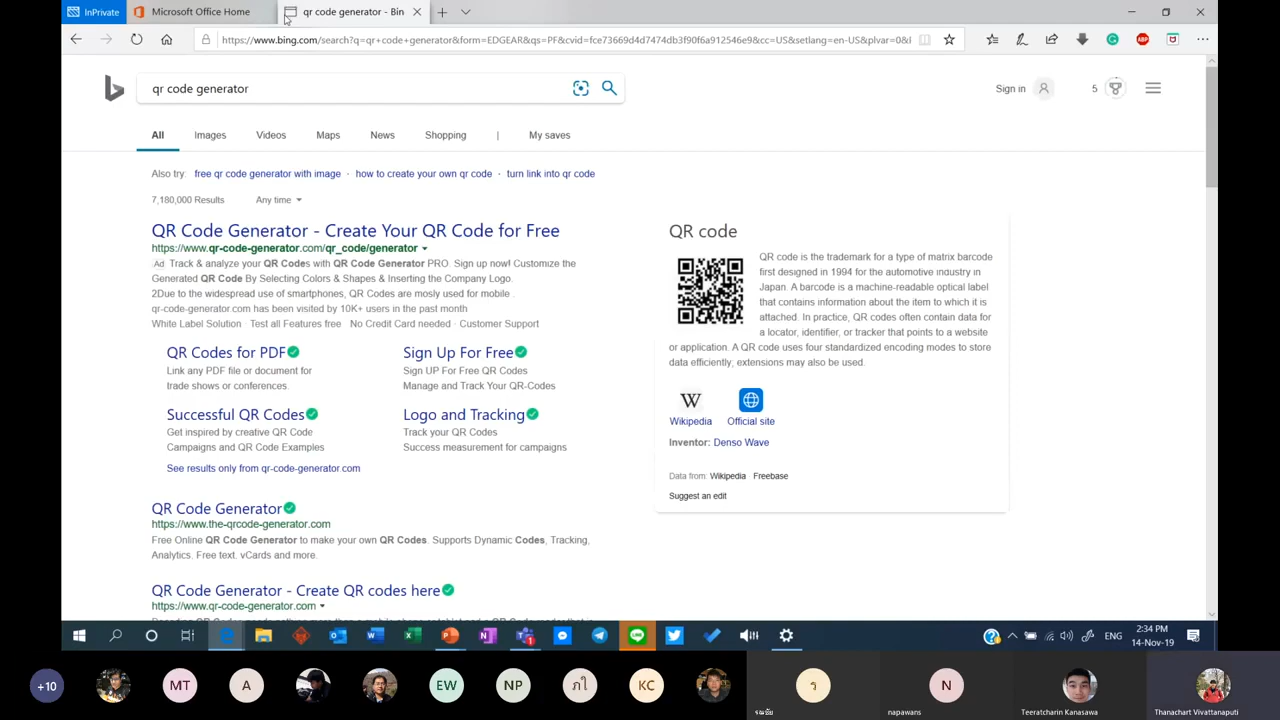 InPrivate
Microsoft Office Home
qr code generator - Bin
https://www.bing.com/search?q=qr+code+generator&form=EDGEAR&qs=PF&cvid=fce73669d4d7474db3f90f6a912546e9&cc=US&setlang=en-US&plvar=0&
ABP
qr code generator
Sign in
5
All
Images
Videos
Maps
News
Shopping
|
My saves
Also try: free qr code generator with image · how to create your own qr code · turn link into qr code
7,180,000 Results
Any time
QR Code Generator - Create Your QR Code for Free
https://www.qr-code-generator.com/qr_code/generator
Ad Track & analyze your QR Codes with QR Code Generator PRO. Sign up now! Customize the
Generated QR Code By Selecting Colors & Shapes & Inserting the Company Logo.
2Due to the widespread use of smartphones, QR Codes are mosly used for mobile .
qr-code-generator.com has been visited by 10K+ users in the past month
White Label Solution · Test all Features free · No Credit Card needed · Customer Support
QR Codes for PDF
Link any PDF file or document for
trade shows or conferences.
Sign Up For Free
Sign UP For Free QR Codes
Manage and Track Your QR-Codes
Successful QR Codes
Get inspired by creative QR Code
Campaigns and QR Code Examples
Logo and Tracking
Track your QR Codes
Success measurement for campaigns
See results only from qr-code-generator.com
QR Code Generator
https://www.the-qrcode-generator.com
Free Online QR Code Generator to make your own QR Codes. Supports Dynamic Codes, Tracking,
Analytics. Free text, vCards and more.
QR Code Generator - Create QR codes here
https://www.qr-code-generator.com
QR code
QR code is the trademark for a type of matrix barcode
first designed in 1994 for the automotive industry in
Japan. A barcode is a machine-readable optical label
that contains information about the item to which it is
attached. In practice, QR codes often contain data for
a locator, identifier, or tracker that points to a website
or application. A QR code uses four standardized encoding modes to store
data efficiently; extensions may also be used.
W
Wikipedia
Official site
Inventor: Denso Wave
Data from: Wikipedia · Freebase
Suggest an edit
LINE
ENG
2:34 PM
14-Nov-19
+10
MT
A
EW
NP
ภไ
KC
ร
N
napawans
Teeratcharin Kanasawa
Thanachart Vivattanaputi